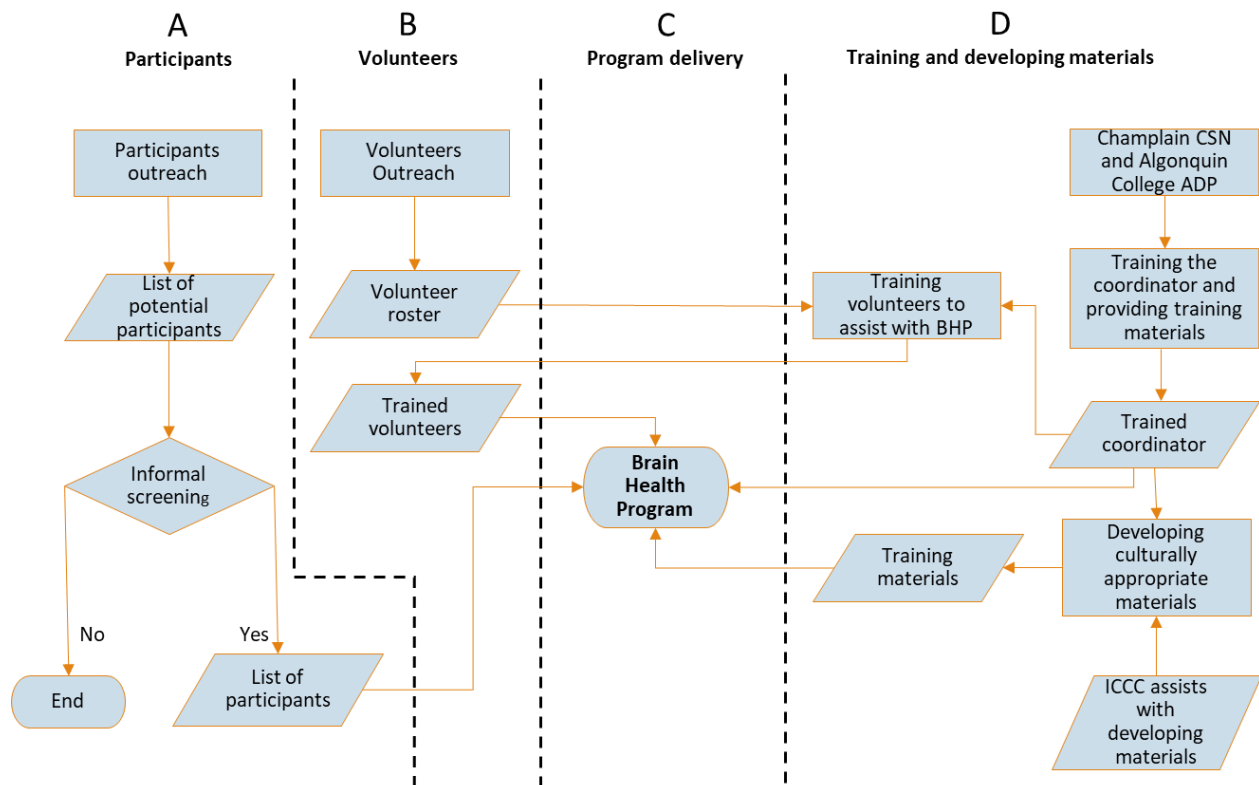 A
Participants
B
Volunteers
C
Program delivery
D
Training and developing materials
Participants
outreach
List of
potential
participants
Informal
screening
No
Yes
End
List of
participants
Volunteers
Outreach
Volunteer
roster
Trained
volunteers
Brain
Health
Program
Champlain CSN
and Algonquin
College ADP
Training the
coordinator and
providing training
materials
Training
volunteers to
assist with BHP
Trained
coordinator
Developing
culturally
appropriate
materials
Training
materials
ICCC assists
with
developing
materials